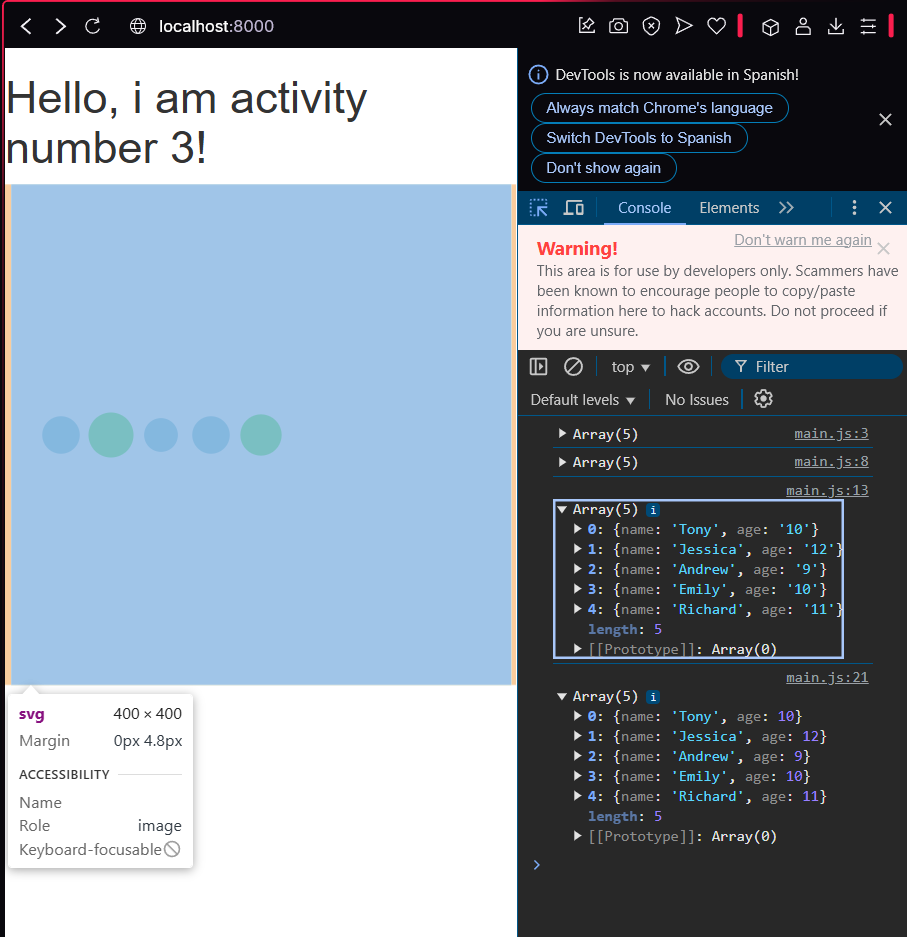 localhost:8000
Hello, i am activity
number 3!
svg 400 × 400
Margin 0px 4.8px
ACCESSIBILITY
Name
Role image
Keyboard-focusable
DevTools is now available in Spanish!
Always match Chrome's language
Switch DevTools to Spanish
Don't show again
Console Elements
Don't warn me again
Warning!
This area is for use by developers only. Scammers have
been known to encourage people to copy/paste
information here to hack accounts. Do not proceed if
you are unsure.
top Filter
Default levels No Issues
Array(5) main.js:3
Array(5) main.js:8
main.js:13
Array(5) i
0: {name: 'Tony', age: '10'}
1: {name: 'Jessica', age: '12'}
2: {name: 'Andrew', age: '9'}
3: {name: 'Emily', age: '10'}
4: {name: 'Richard', age: '11'}
length: 5
[[Prototype]]: Array(0)
main.js:21
Array(5) i
0: {name: 'Tony', age: 10}
1: {name: 'Jessica', age: 12}
2: {name: 'Andrew', age: 9}
3: {name: 'Emily', age: 10}
4: {name: 'Richard', age: 11}
length: 5
[[Prototype]]: Array(0)